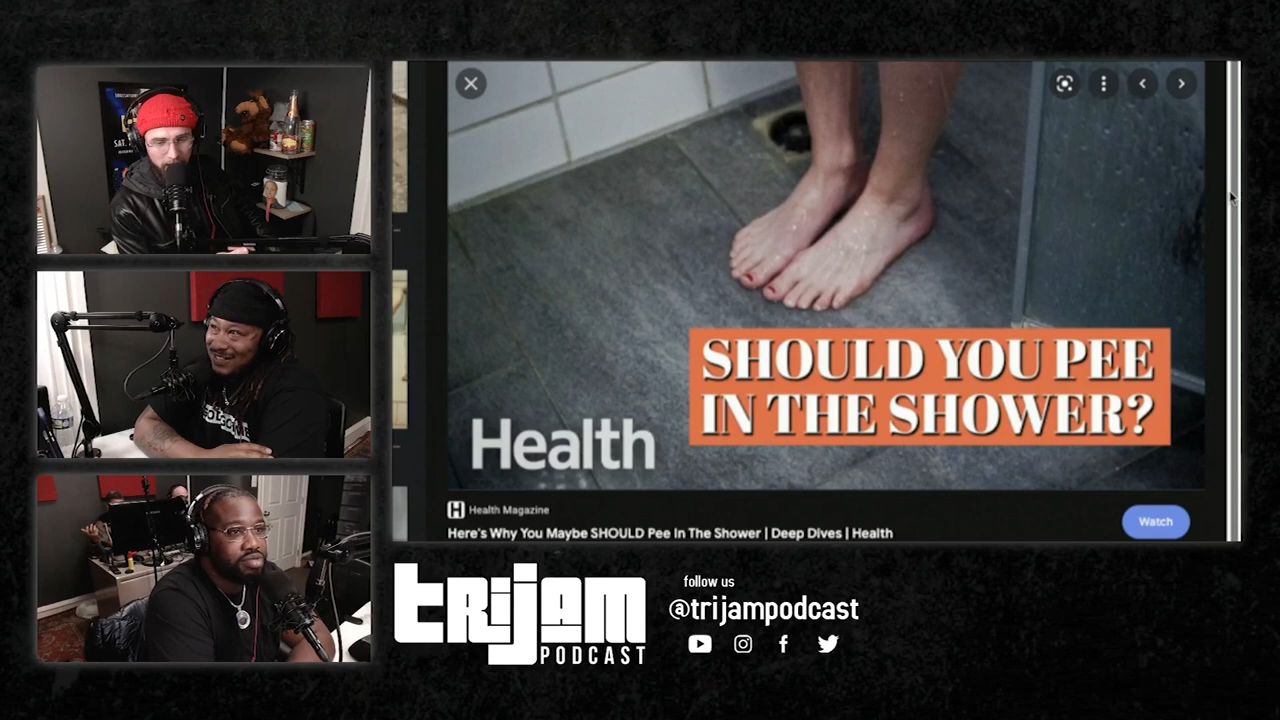 SAT.
SHOULD YOU PEE
IN THE SHOWER?
Health
H Health Magazine
Here's Why You Maybe SHOULD Pee In The Shower | Deep Dives | Health
Watch
TRIJAM
PODCAST
follow us
@trijampodcast